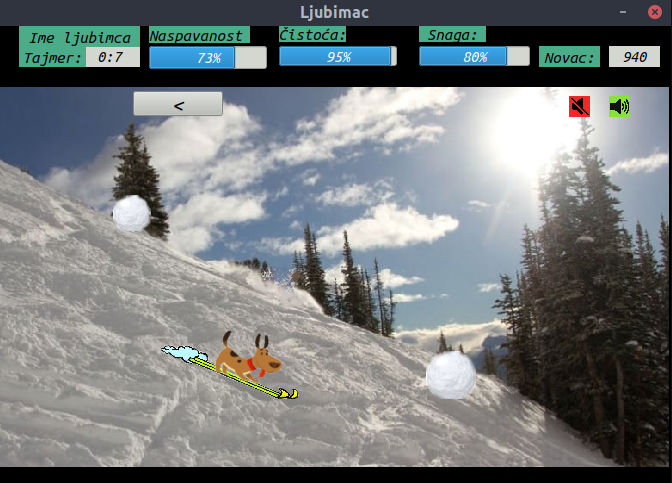 Ljubimac
Ime ljubimca
Tajmer: 0:7
Naspavanost
73%
Čistoća:
95%
Snaga:
80%
Novac: 940
<